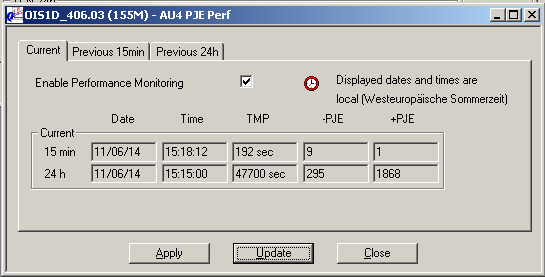 OIS1D_406.03 (155M) - AU4 PJE Perf
Current Previous 15min Previous 24h
Enable Performance Monitoring
Displayed dates and times are
local (Westeuropäische Sommerzeit)
Date Time TMP -PJE +PJE
Current
15 min 11/06/14 15:18:12 192 sec 9 1
24 h 11/06/14 15:15:00 47700 sec 295 1868
Apply Update Close